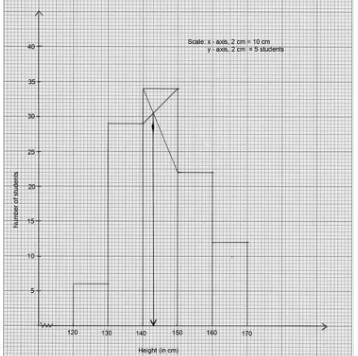 Scale: x - axis, 2 cm = 10 cm
y - axis, 2 cm = 5 students
40
35
30
25
20
15
10
5
Number of students
120 130 140 150 160 170
Height (in cm)